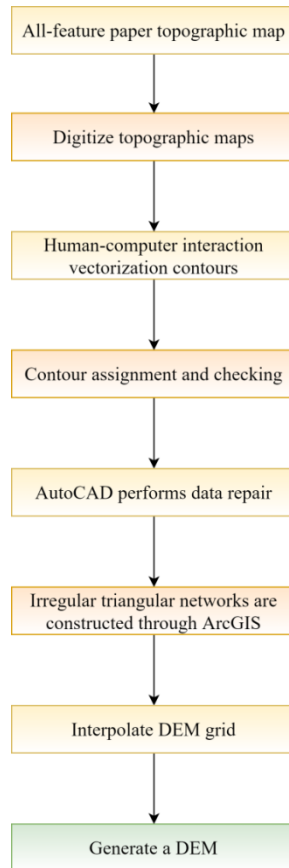 All-feature paper topographic map
Digitize topographic maps
Human-computer interaction
vectorization contours
Contour assignment and checking
AutoCAD performs data repair
Irregular triangular networks are
constructed through ArcGIS
Interpolate DEM grid
Generate a DEM